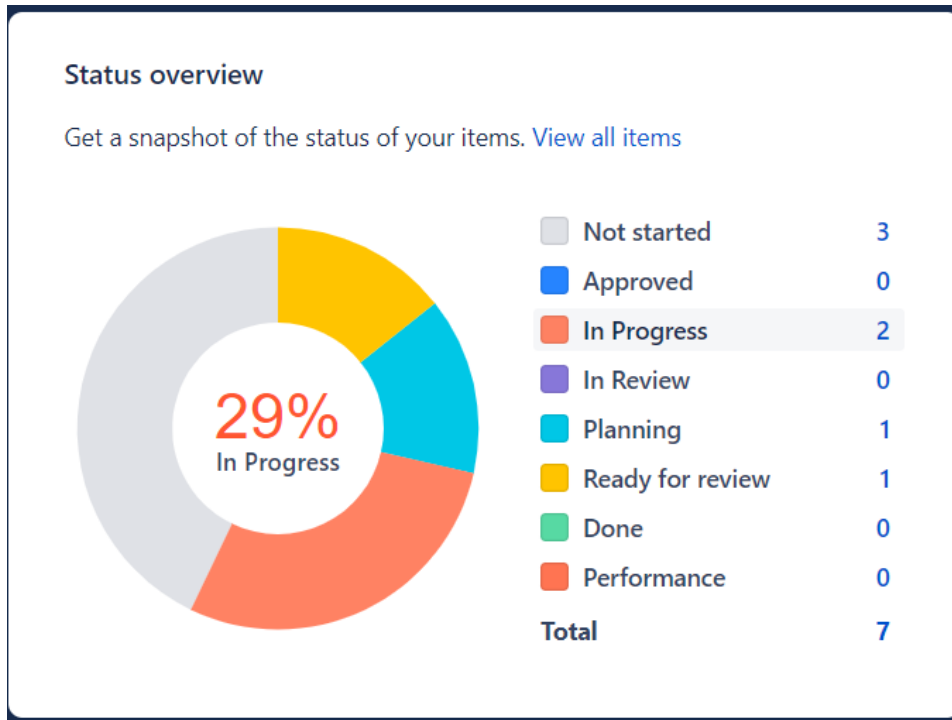 Status overview
Get a snapshot of the status of your items. View all items
29%
In Progress
Not started 3
Approved 0
In Progress 2
In Review 0
Planning 1
Ready for review 1
Done 0
Performance 0
Total 7